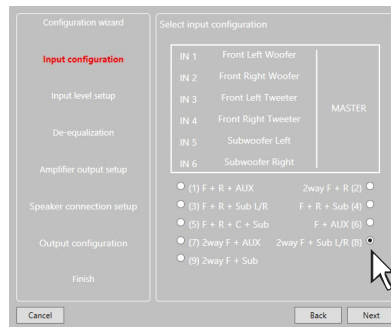 Configuration wizard
Input configuration
Input level setup
De-equalization
Amplifier output setup
Speaker connection setup
Output configuration
Finish
Select input configuration
IN 1 Front Left Woofer
IN 2 Front Right Woofer
IN 3 Front Left Tweeter
IN 4 Front Right Tweeter
IN 5 Subwoofer Left
IN 6 Subwoofer Right
MASTER
(1) F + R + AUX 2way F + R (2)
(3) F + R + Sub L/R F + R + Sub (4)
(5) F + R + C + Sub F + AUX (6)
(7) 2way F + AUX 2way F + Sub L/R (8)
(9) 2way F + Sub
Cancel Back Next